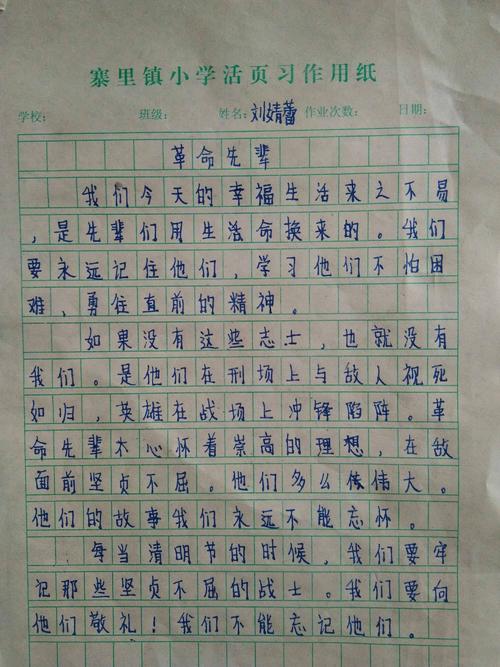 寨里镇小学活页习作用纸
学校: 班级: 姓名: 刘婧蕾 作业次数: 日期:
革命先辈
我们今天的幸福生活来之不易
,是先辈们用生活命换来的。我们
要永远记住他们,学习他们不怕困
难,勇住直前的精神。
如果没有这些志士,也就没有
我们。是他们在刑场上与敌人视死
如归,英雄在战场上冲锋陷阵。革
命先辈木心怀着崇高的理想,在敌
面前坚贞不屈。他们多么伟大。
他们的故事我们永远不能忘怀。
每当清明节的时候,我们要牢
记那些坚贞不屈的战士。我们要向
他们敬礼!我们不能忘记他们。